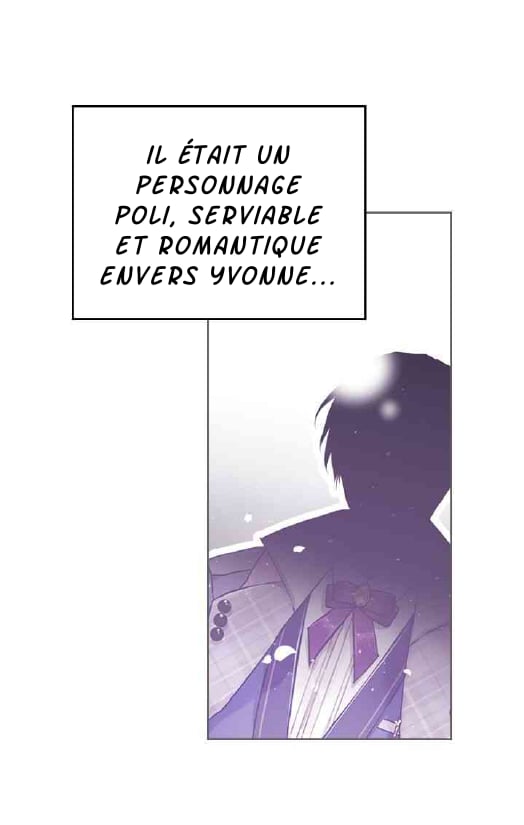 IL ÉTAIT UN
PERSONNAGE
POLI, SERVIABLE
ET ROMANTIQUE
ENVERS YVONNE...